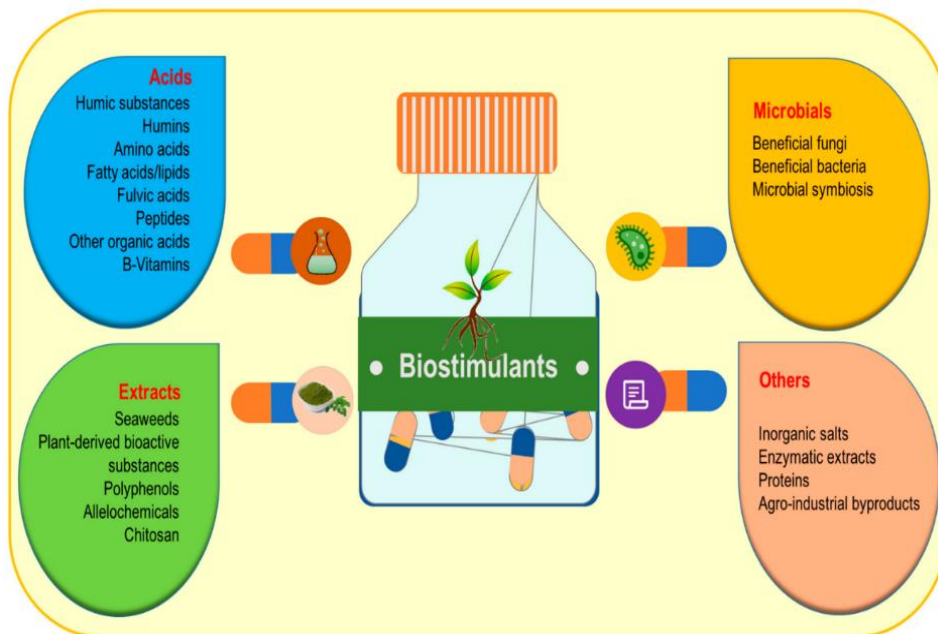 Acids
Humic substances
Humins
Amino acids
Fatty acids/lipids
Fulvic acids
Peptides
Other organic acids
B-Vitamins
Microbials
Beneficial fungi
Beneficial bacteria
Microbial symbiosis
Biostimulants
Extracts
Seaweeds
Plant-derived bioactive
substances
Polyphenols
Allelochemicals
Chitosan
Others
Inorganic salts
Enzymatic extracts
Proteins
Agro-industrial byproducts